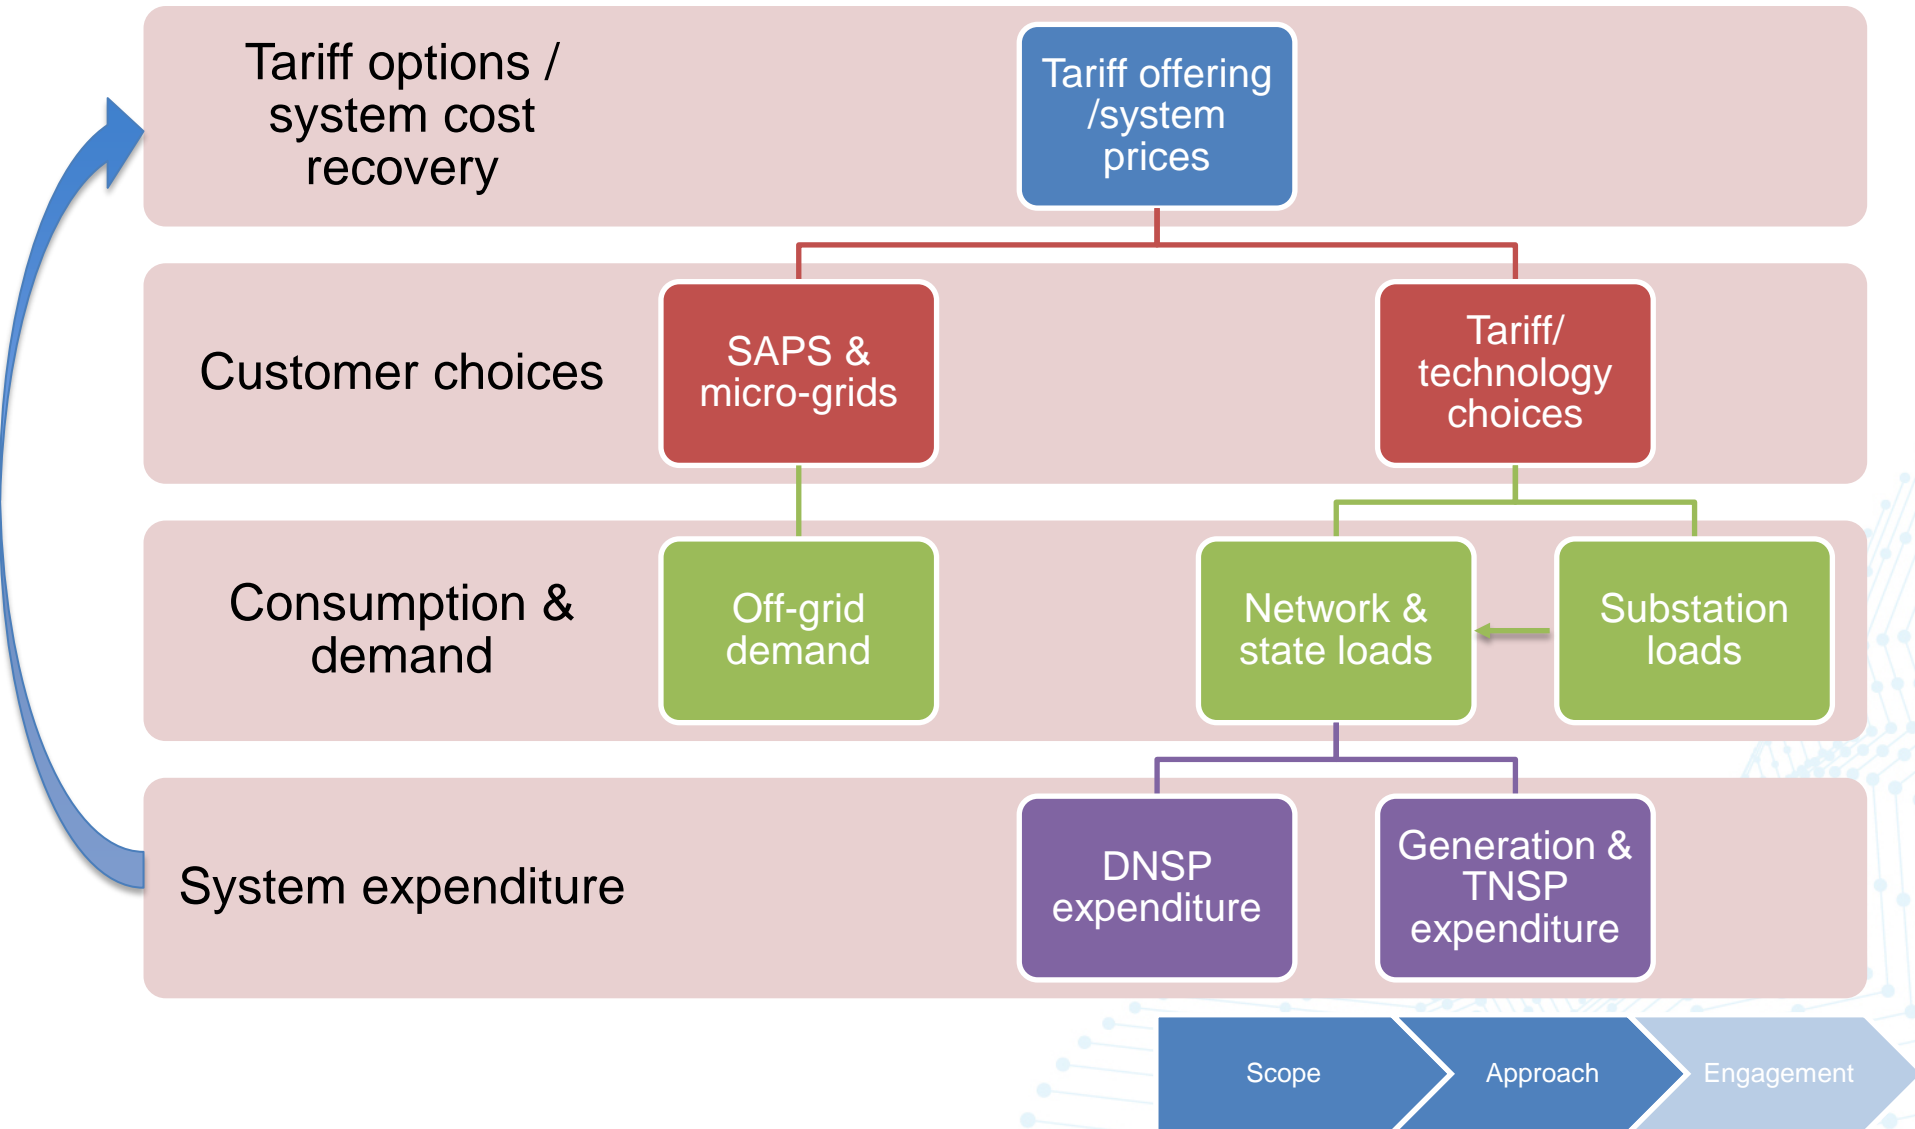 Tariff options /
system cost
recovery
Tariff offering
/system
prices
Customer choices
SAPS &
micro-grids
Tariff/
technology
choices
Consumption &
demand
Off-grid
demand
Network &
state loads
Substation
loads
System expenditure
DNSP
expenditure
Generation &
TNSP
expenditure
Scope
Approach
Engagement